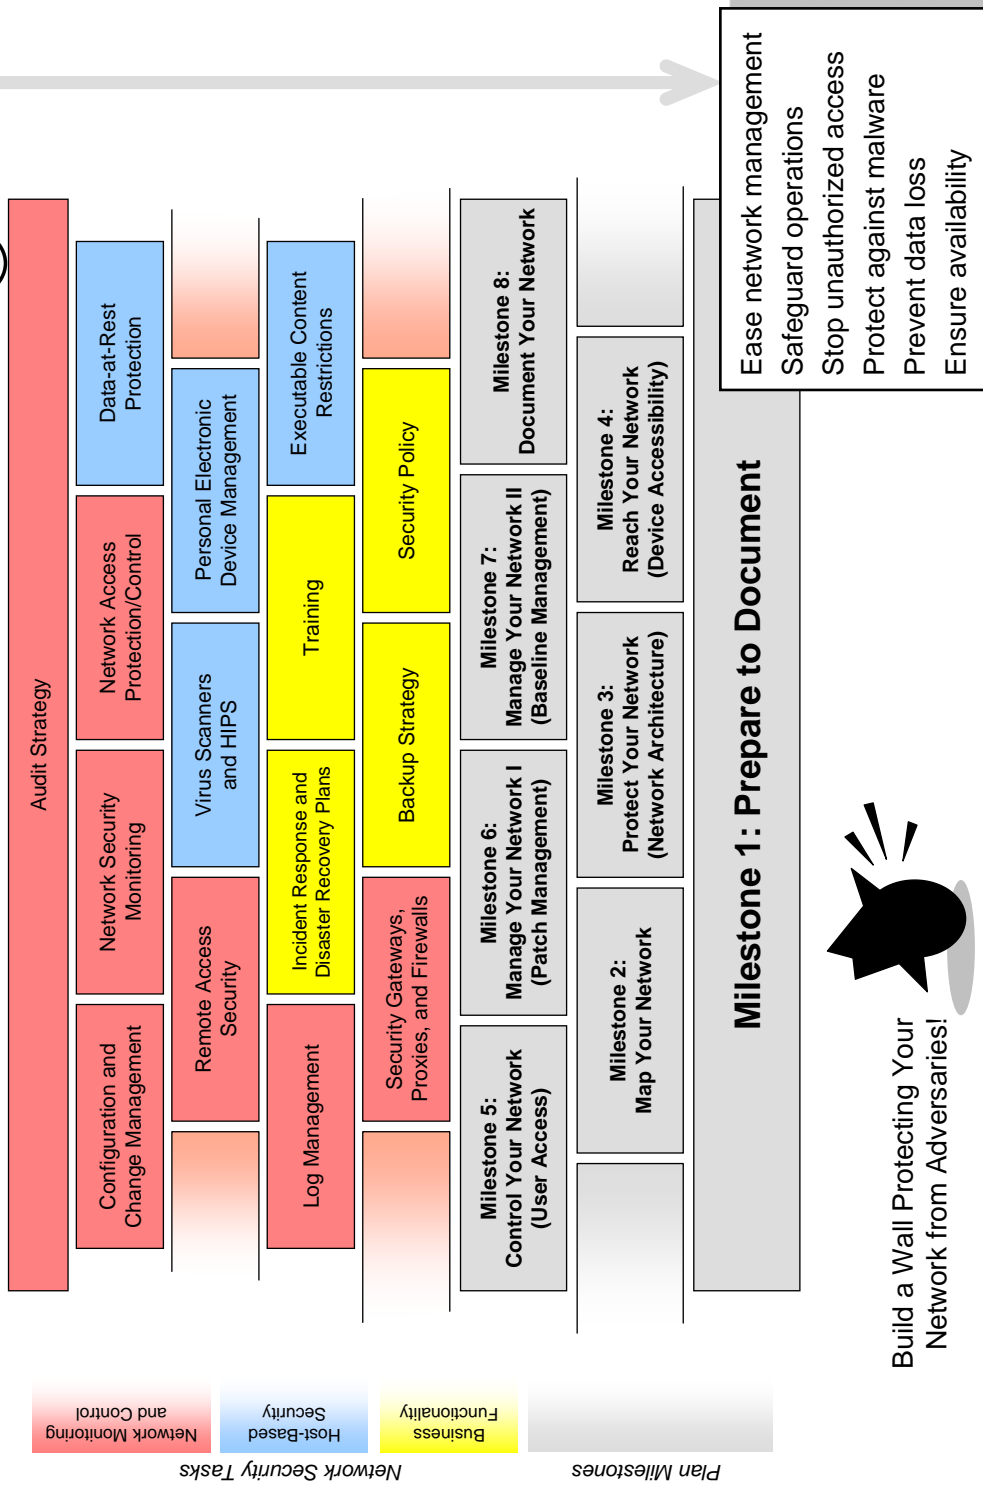 Audit Strategy
Configuration and
Change Management
Network Security
Monitoring
Network Access
Protection/Control
Data-at-Rest
Protection
Remote Access
Security
Virus Scanners
and HIPS
Personal Electronic
Device Management
Log Management
Incident Response and
Disaster Recovery Plans
Training
Executable Content
Restrictions
Security Gateways,
Proxies, and Firewalls
Backup Strategy
Security Policy
Milestone 5:
Control Your Network
(User Access)
Milestone 6:
Manage Your Network I
(Patch Management)
Milestone 7:
Manage Your Network II
(Baseline Management)
Milestone 8:
Document Your Network
Milestone 2:
Map Your Network
Milestone 3:
Protect Your Network
(Network Architecture)
Milestone 4:
Reach Your Network
(Device Accessibility)
Milestone 1: Prepare to Document
Ease network management
Safeguard operations
Stop unauthorized access
Protect against malware
Prevent data loss
Ensure availability
Build a Wall Protecting Your
Network from Adversaries!
Network Security Tasks
Network Monitoring
and Control
Host-Based
Security
Business
Functionality
Plan Milestones